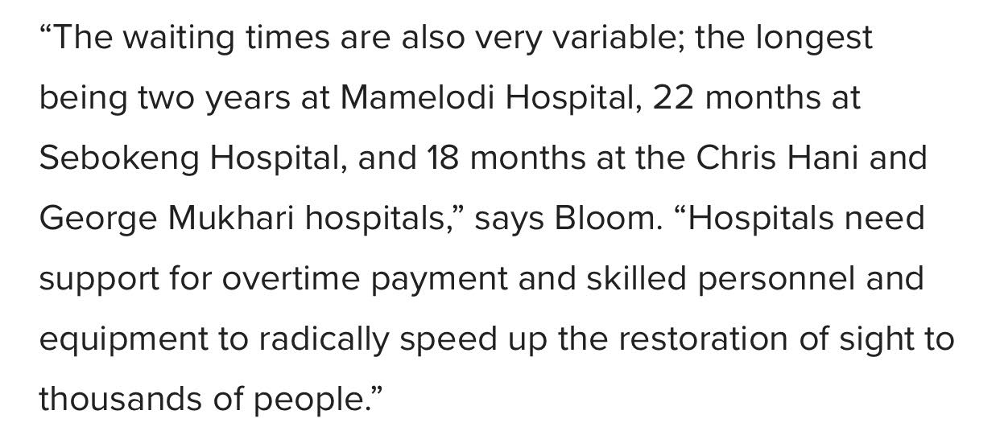 “The waiting times are also very variable; the longest
being two years at Mamelodi Hospital, 22 months at
Sebokeng Hospital, and 18 months at the Chris Hani and
George Mukhari hospitals,” says Bloom. “Hospitals need
support for overtime payment and skilled personnel and
equipment to radically speed up the restoration of sight to
thousands of people.”